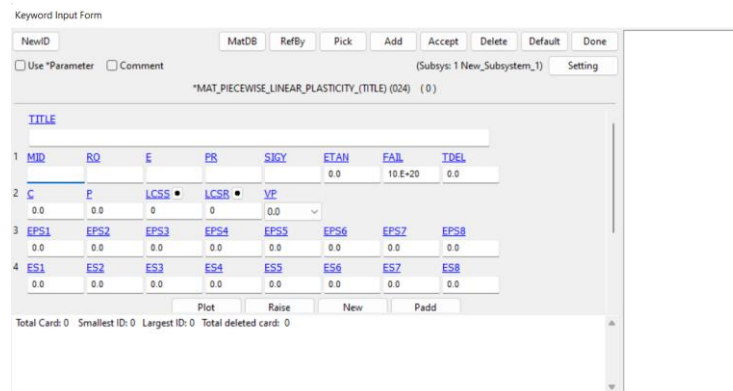 Keyword Input Form
NewID MatDB RefBy Pick Add Accept Delete Default Done
Use *Parameter Comment (Subsys: 1 New_Subsystem_1) Setting
*MAT_PIECEWISE_LINEAR_PLASTICITY_(TITLE) (024) (0)
TITLE
1 MID RO E PR SIGY ETAN FAIL TDEL
0.0 10.E+20 0.0
2 C P LCSS LCSR VP
0.0 0.0 0 0 0.0
3 EPS1 EPS2 EPS3 EPS4 EPS5 EPS6 EPS7 EPS8
0.0 0.0 0.0 0.0 0.0 0.0 0.0 0.0
4 ES1 ES2 ES3 ES4 ES5 ES6 ES7 ES8
0.0 0.0 0.0 0.0 0.0 0.0 0.0 0.0
Plot Raise New Padd
Total Card: 0 Smallest ID: 0 Largest ID: 0 Total deleted card: 0